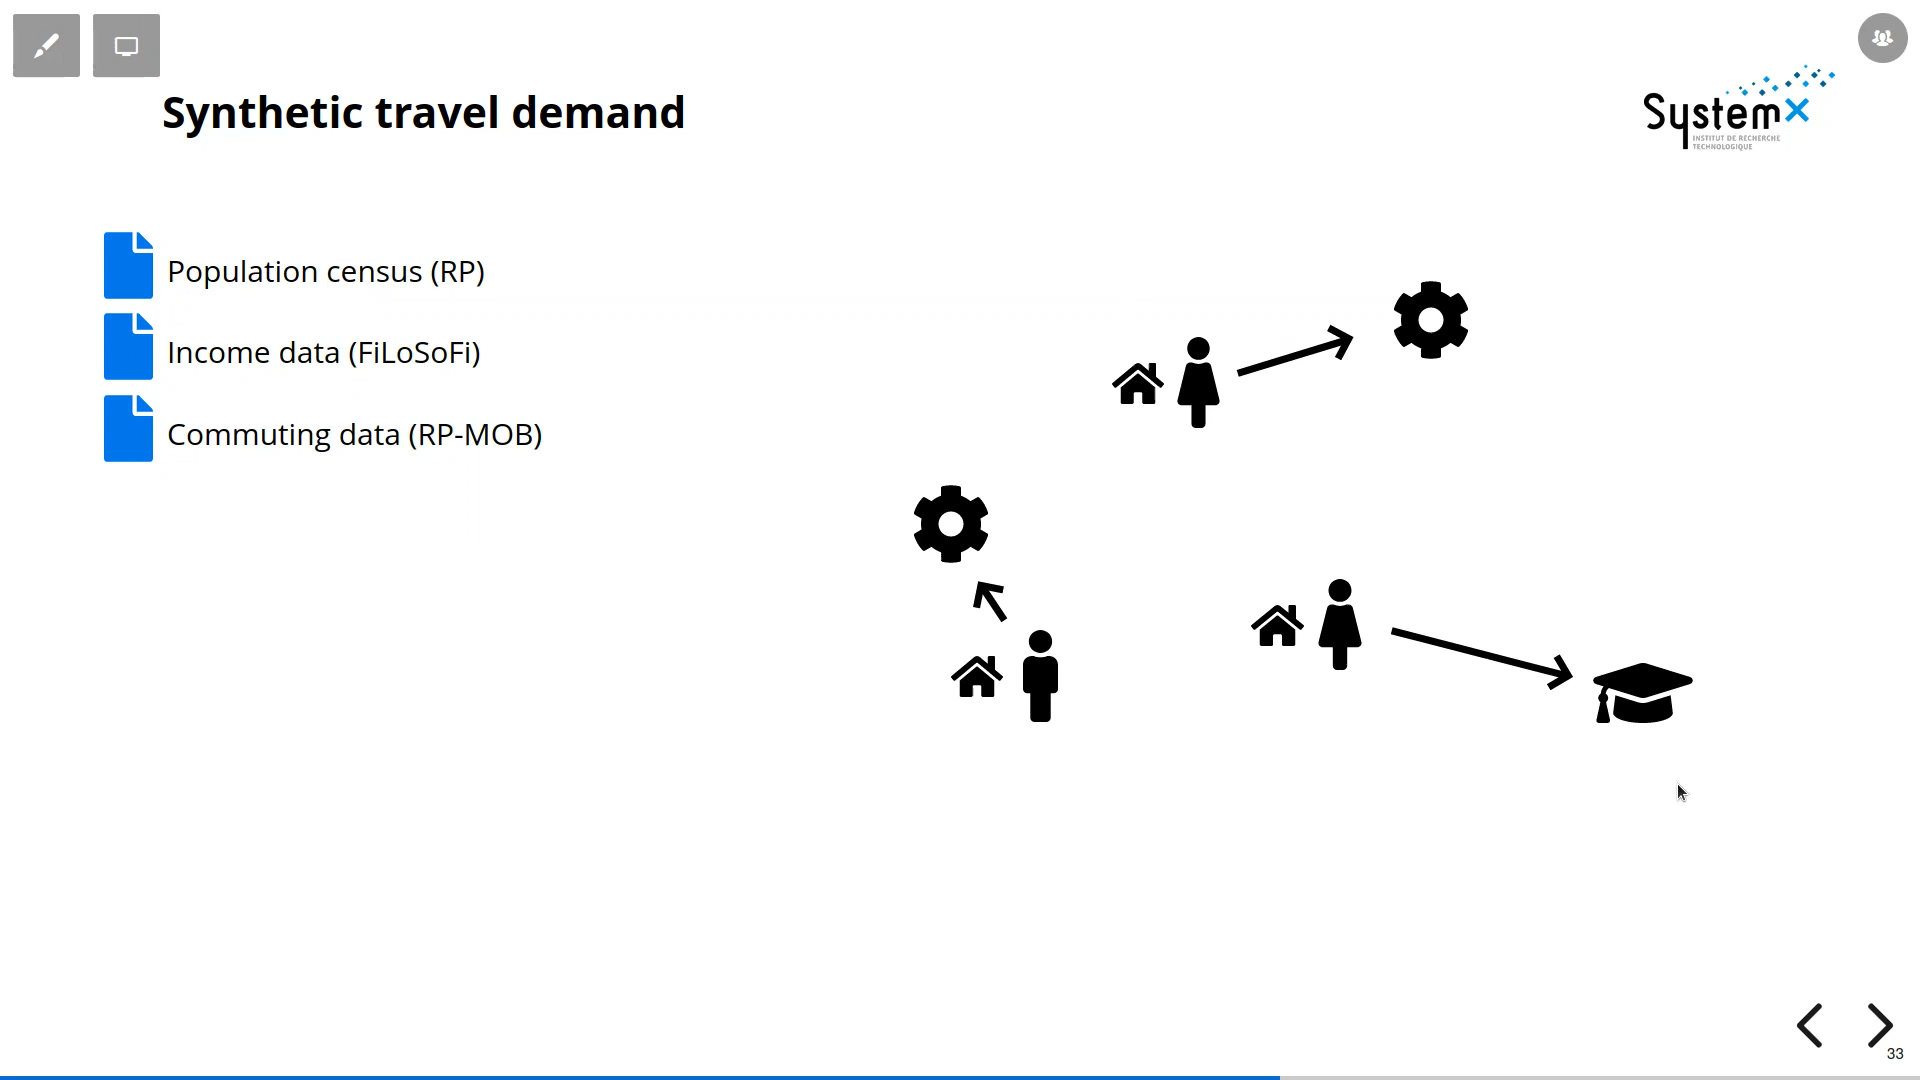 Synthetic travel demand
SystemX
INSTITUT DE RECHERCHE
TECHNOLOGIQUE
Population census (RP)
Income data (FiLoSoFi)
Commuting data (RP-MOB)
33